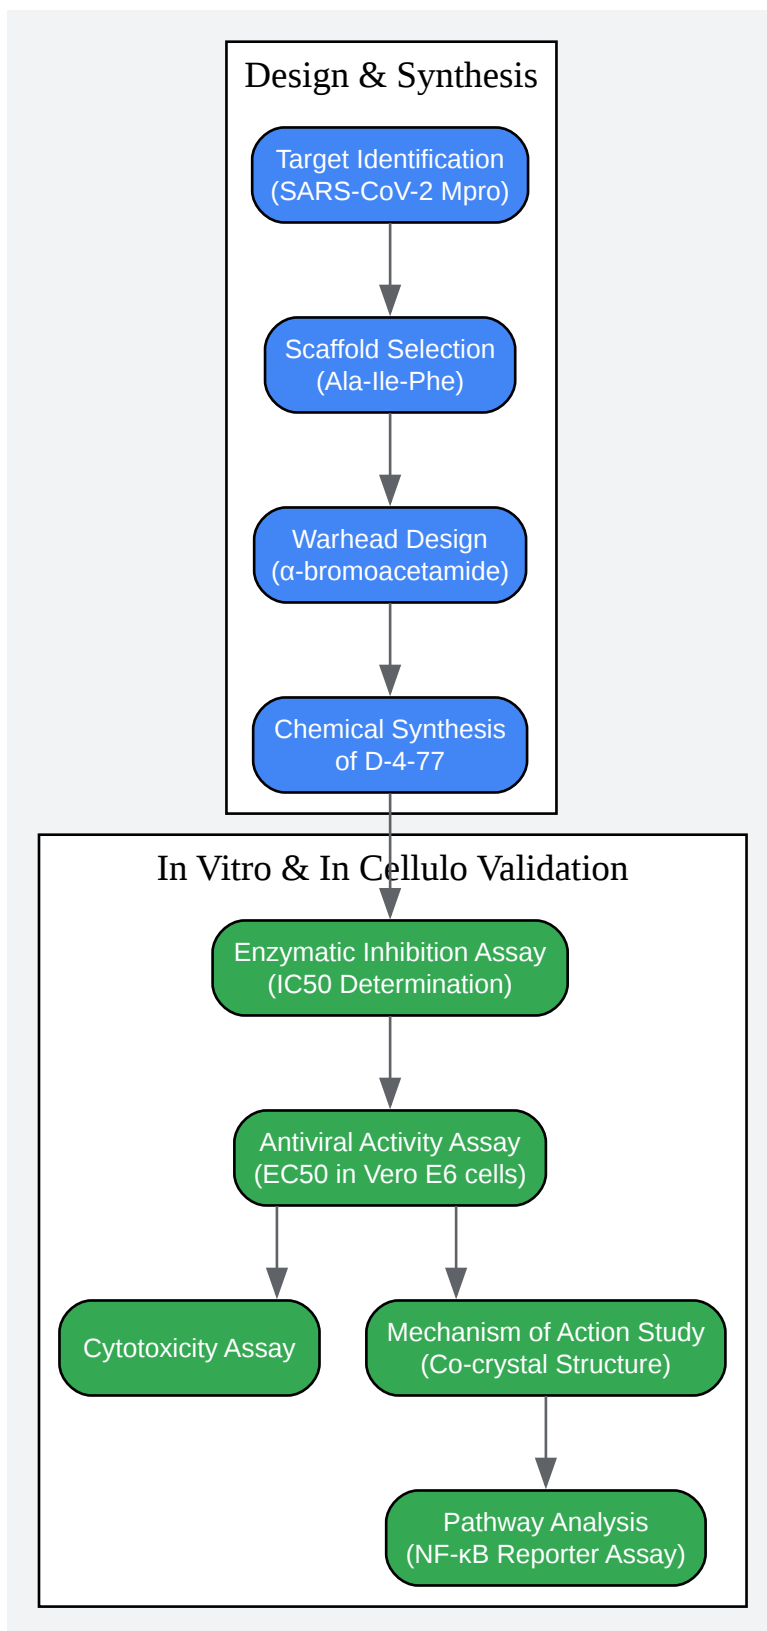 Design & Synthesis
Target Identification
(SARS-CoV-2 Mpro)
Scaffold Selection
(Ala-Ile-Phe)
Warhead Design
(α-bromoacetamide)
Chemical Synthesis
of D-4-77
In Vitro & In Cellulo Validation
Enzymatic Inhibition Assay
(IC50 Determination)
Antiviral Activity Assay
(EC50 in Vero E6 cells)
Cytotoxicity Assay
Mechanism of Action Study
(Co-crystal Structure)
Pathway Analysis
(NF-κB Reporter Assay)